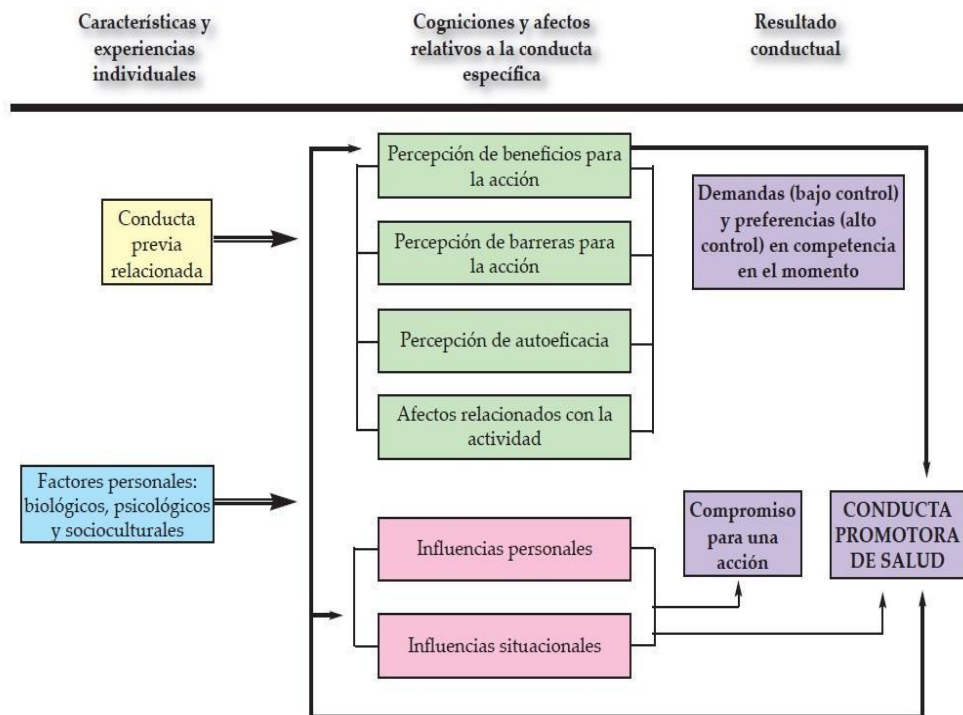 Características y
experiencias
individuales
Cogniciones y afectos
relativos a la conducta
específica
Resultado
conductual
Conducta
previa
relacionada
Factores personales:
biológicos, psicológicos
y socioculturales
Percepción de beneficios para
la acción
Percepción de barreras para
la acción
Percepción de autoeficacia
Afectos relacionados con la
actividad
Influencias personales
Influencias situacionales
Demandas (bajo control)
y preferencias (alto
control) en competencia
en el momento
Compromiso
para una
acción
CONDUCTA
PROMOTORA
DE SALUD